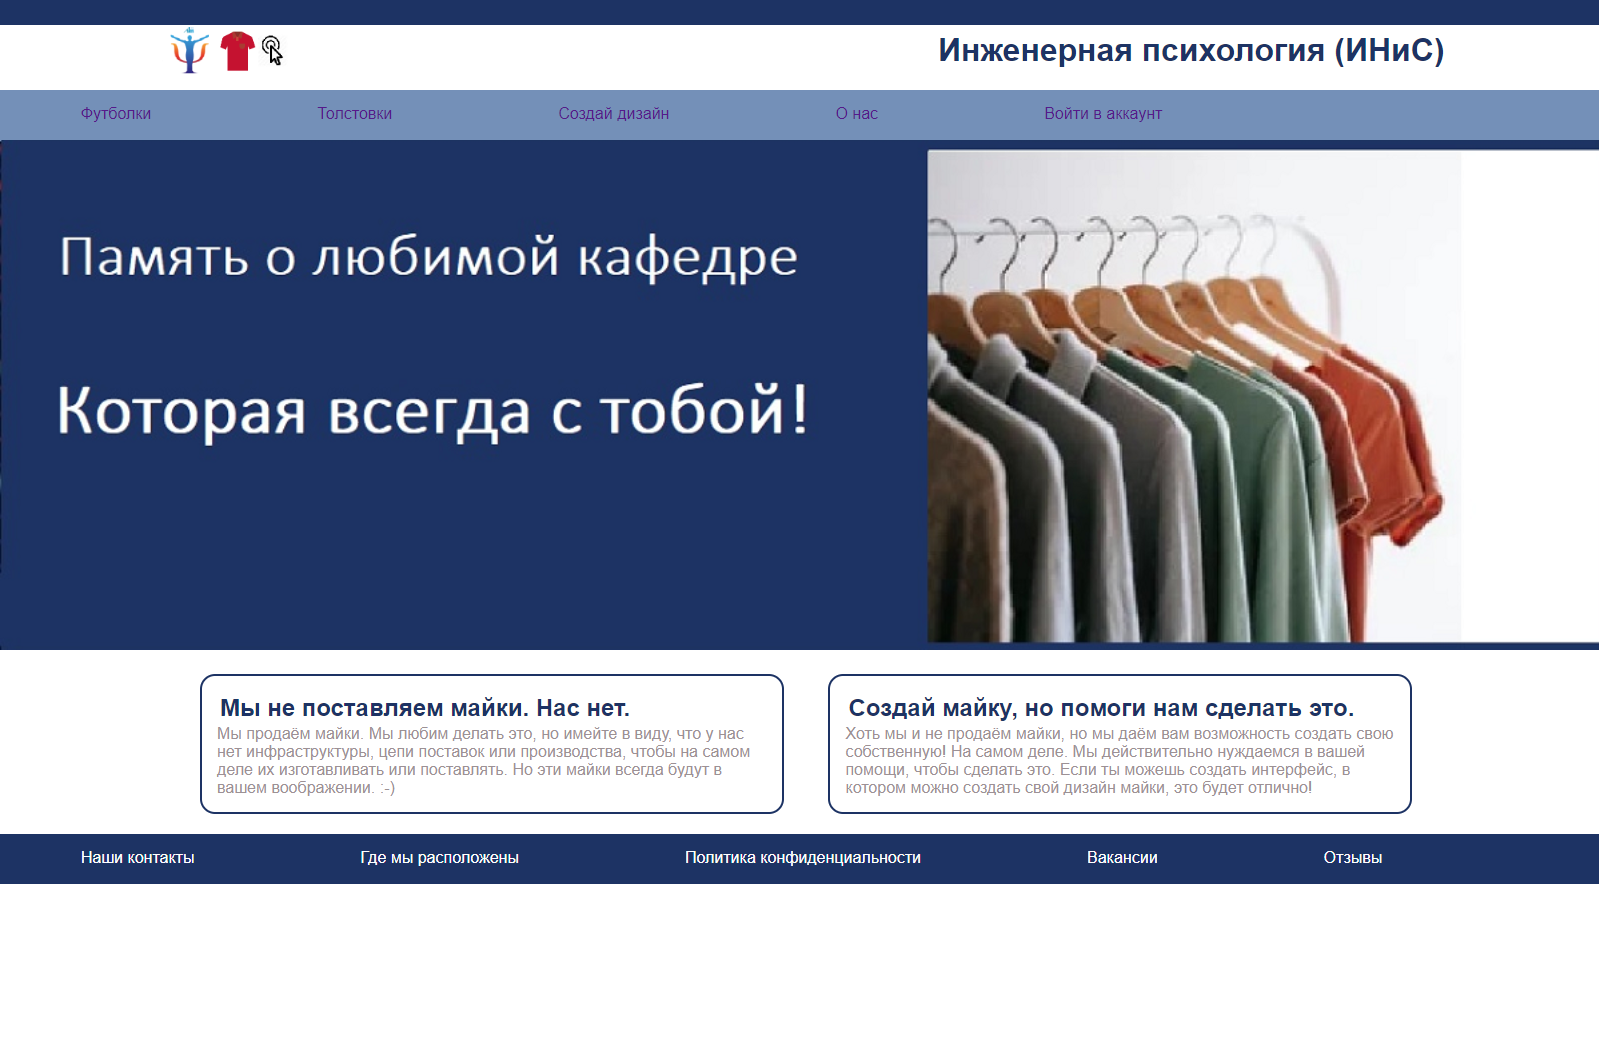 Инженерная психология (ИНиС)
Футболки Толстовки Создай дизайн О нас Войти в аккаунт
Память о любимой кафедре
Которая всегда с тобой!
Мы не поставляем майки. Нас нет.
Мы продаём майки. Мы любим делать это, но имейте в виду, что у нас
нет инфраструктуры, цепи поставок или производства, чтобы на самом
деле их изготавливать или поставлять. Но эти майки всегда будут в
вашем воображении. :-)
Создай майку, но помоги нам сделать это.
Хоть мы и не продаём майки, но мы даём вам возможность создать свою
собственную! На самом деле. Мы действительно нуждаемся в вашей
помощи, чтобы сделать это. Если ты можешь создать интерфейс, в
котором можно создать свой дизайн майки, это будет отлично!
Наши контакты Где мы расположены Политика конфиденциальности Вакансии Отзывы